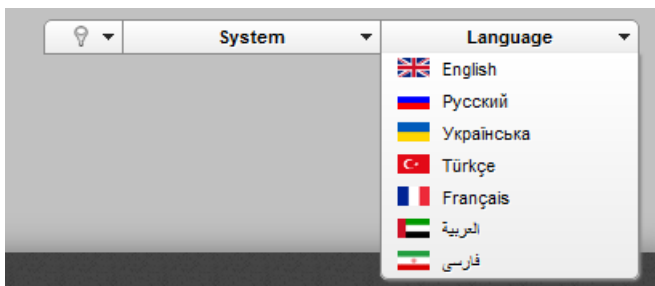 System
Language
English
Русский
Українська
Türkçe
Français
العربية
فارسی